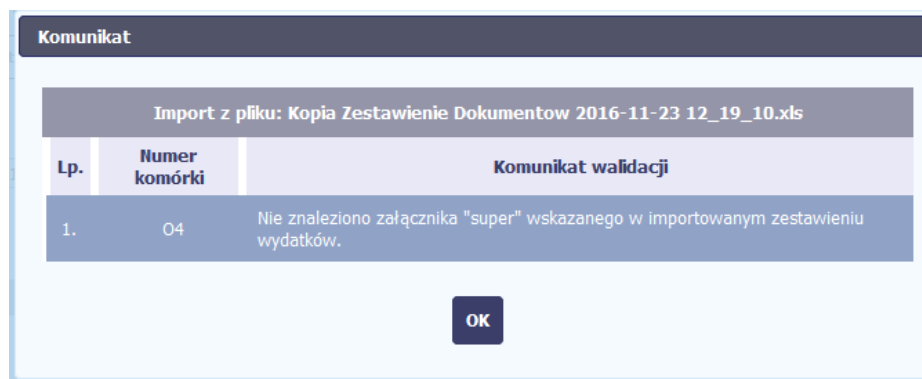 Komunikat
Import z pliku: Kopia Zestawienie Dokumentow 2016-11-23 12_19_10.xls
Lp.
Numer
komórki
Komunikat walidacji
1.
O4
Nie znaleziono załącznika "super" wskazanego w importowanym zestawieniu
wydatków.
OK